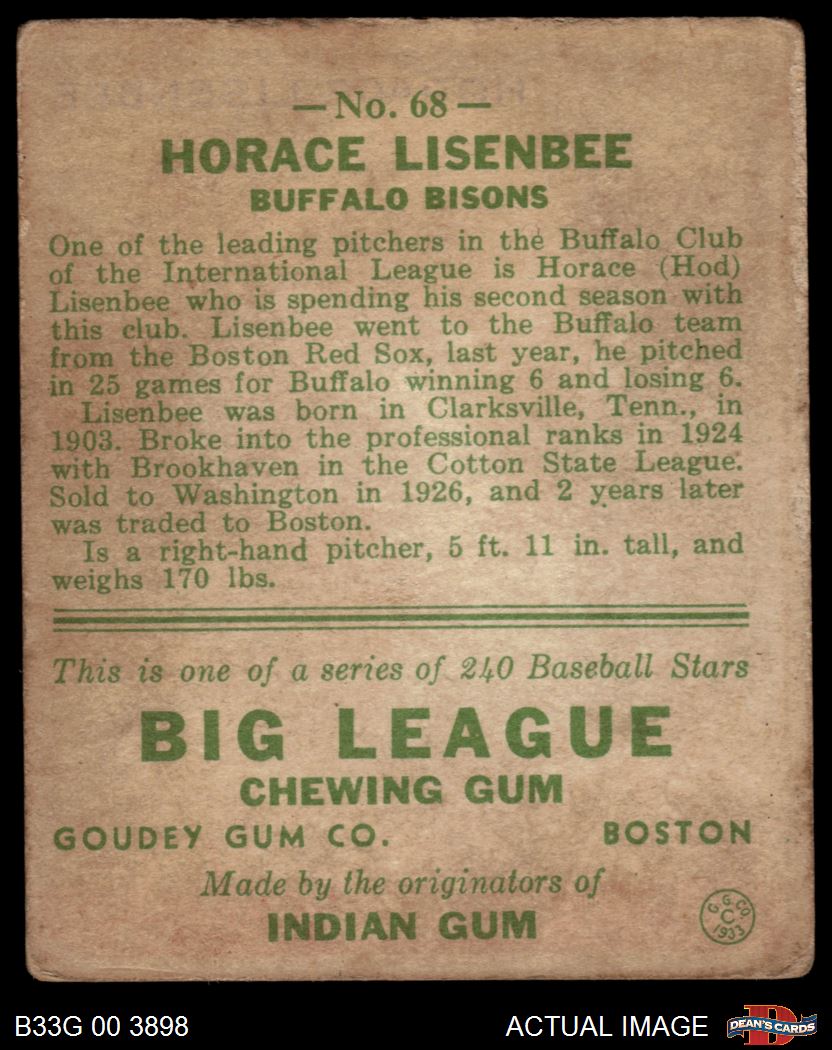 — No. 68 —
HORACE LISENBEE
BUFFALO BISONS
One of the leading pitchers in the Buffalo Club
of the International League is Horace (Hod)
Lisenbee who is spending his second season with
this club. Lisenbee went to the Buffalo team
from the Boston Red Sox, last year, he pitched
in 25 games for Buffalo winning 6 and losing 6.
Lisenbee was born in Clarksville, Tenn., in
1903. Broke into the professional ranks in 1924
with Brookhaven in the Cotton State League.
Sold to Washington in 1926, and 2 years later
was traded to Boston.
Is a right-hand pitcher, 5 ft. 11 in. tall, and
weighs 170 lbs.
This is one of a series of 240 Baseball Stars
BIG LEAGUE
CHEWING GUM
GOUDEY GUM CO. BOSTON
Made by the originators of
INDIAN GUM
G. G. CO.
C
1933
B33G 00 3898 ACTUAL IMAGE D DEAN'S CARDS